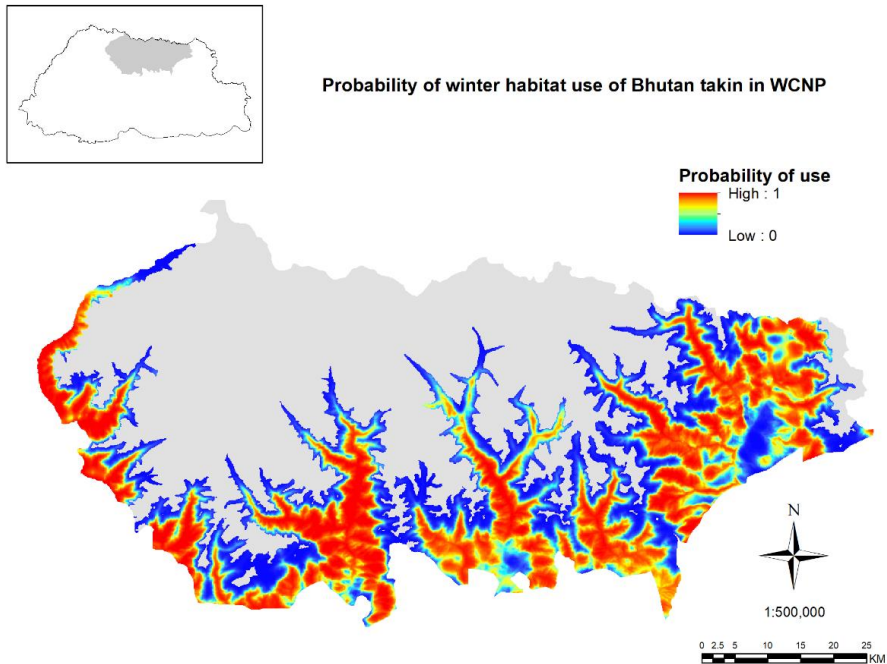 Probability of winter habitat use of Bhutan takin in WCNP
Probability of use
High : 1
Low : 0
N
1:500,000
0 2.5 5 10 15 20 25
KM